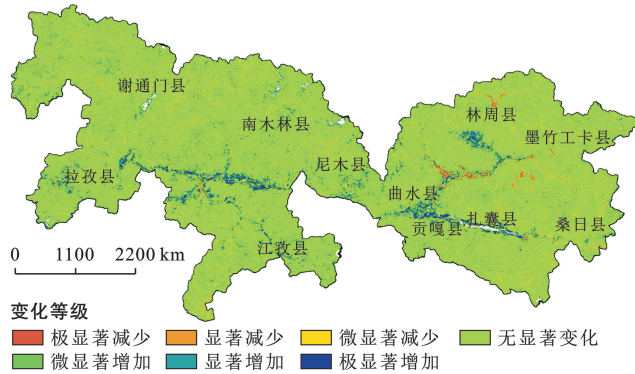 谢通门县
林周县
南木林县
墨竹工卡县
尼木县
拉孜县
曲水县
扎囊县
贡嘎县
桑日县
江孜县
0 1100 2200 km
变化等级
极显著减少 显著减少 微显著减少 无显著变化
微显著增加 显著增加 极显著增加